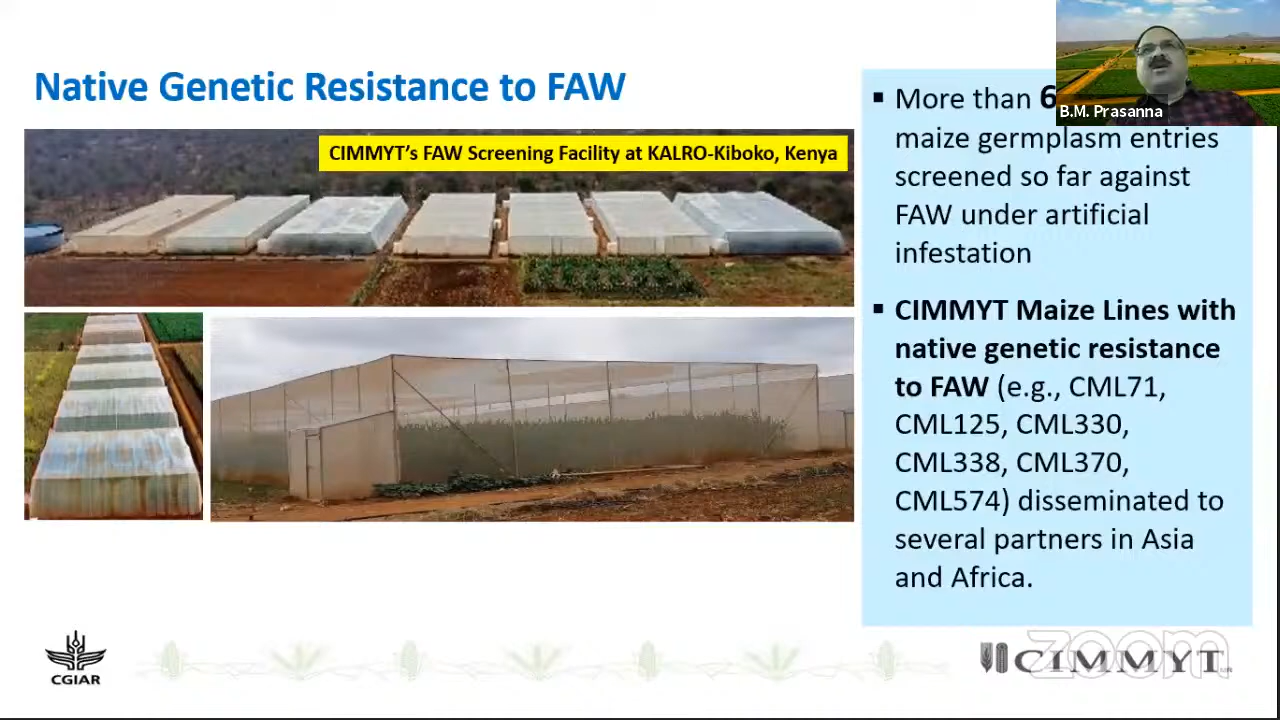 Native Genetic Resistance to FAW
CIMMYT's FAW Screening Facility at KALRO-Kiboko, Kenya
B.M. Prasanna
▪ More than 6
maize germplasm entries
screened so far against
FAW under artificial
infestation
▪ CIMMYT Maize Lines with
native genetic resistance
to FAW (e.g., CML71,
CML125, CML330,
CML338, CML370,
CML574) disseminated to
several partners in Asia
and Africa.
CGIAR
CIMMYT
zoom